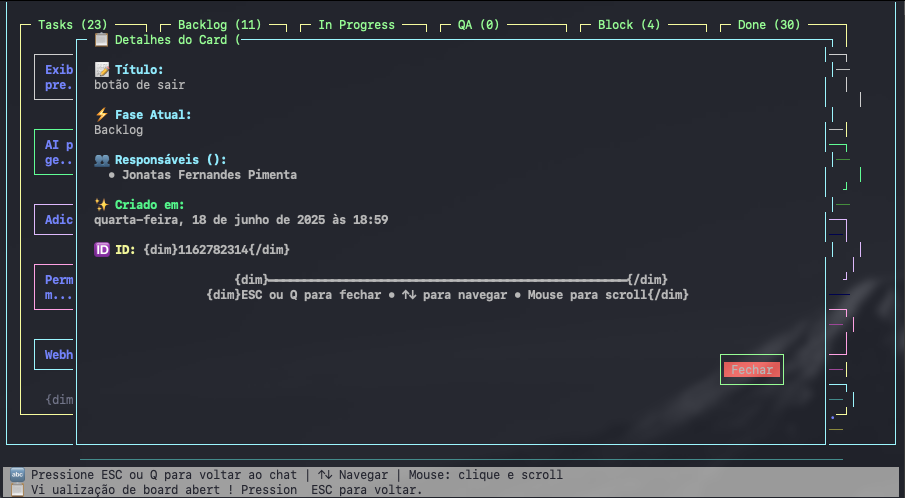 Tasks (23) Backlog (11) In Progress QA (0) Block (4) Done (30)
📋 Detalhes do Card (
Exib
pre.
📝 Título:
botão de sair
⚡ Fase Atual:
Backlog
AI p
ge..
👥 Responsáveis ():
• Jonatas Fernandes Pimenta
✨ Criado em:
Adic
quarta-feira, 18 de junho de 2025 às 18:59
🆔 ID: {dim}1162782314{/dim}
Perm
m...
{dim}────────────────────────────────────────────────{/dim}
{dim}ESC ou Q para fechar • ↑↓ para navegar • Mouse para scroll{/dim}
Webh
Fechar
{dim
🔤 Pressione ESC ou Q para voltar ao chat | ↑↓ Navegar | Mouse: clique e scroll
📋 Vi ualização de board abert ! Pression  ESC para voltar.